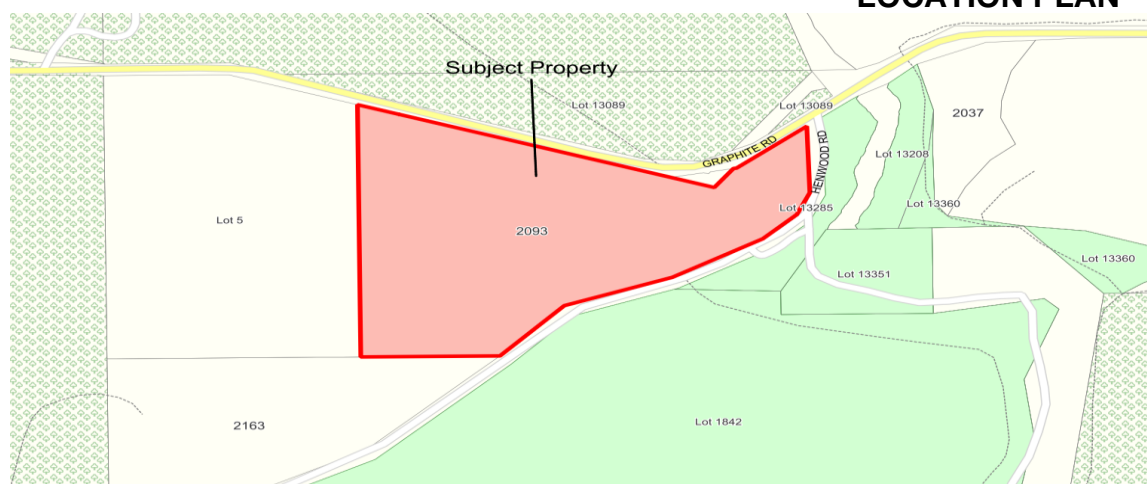 LOCATION PLAN
Subject Property
Lot 13089
Lot 13089
2037
GRAPHITE RD
HENWOOD RD
Lot 13208
Lot 13285
Lot 13360
Lot 5
2093
Lot 13360
Lot 13351
2163
Lot 1842